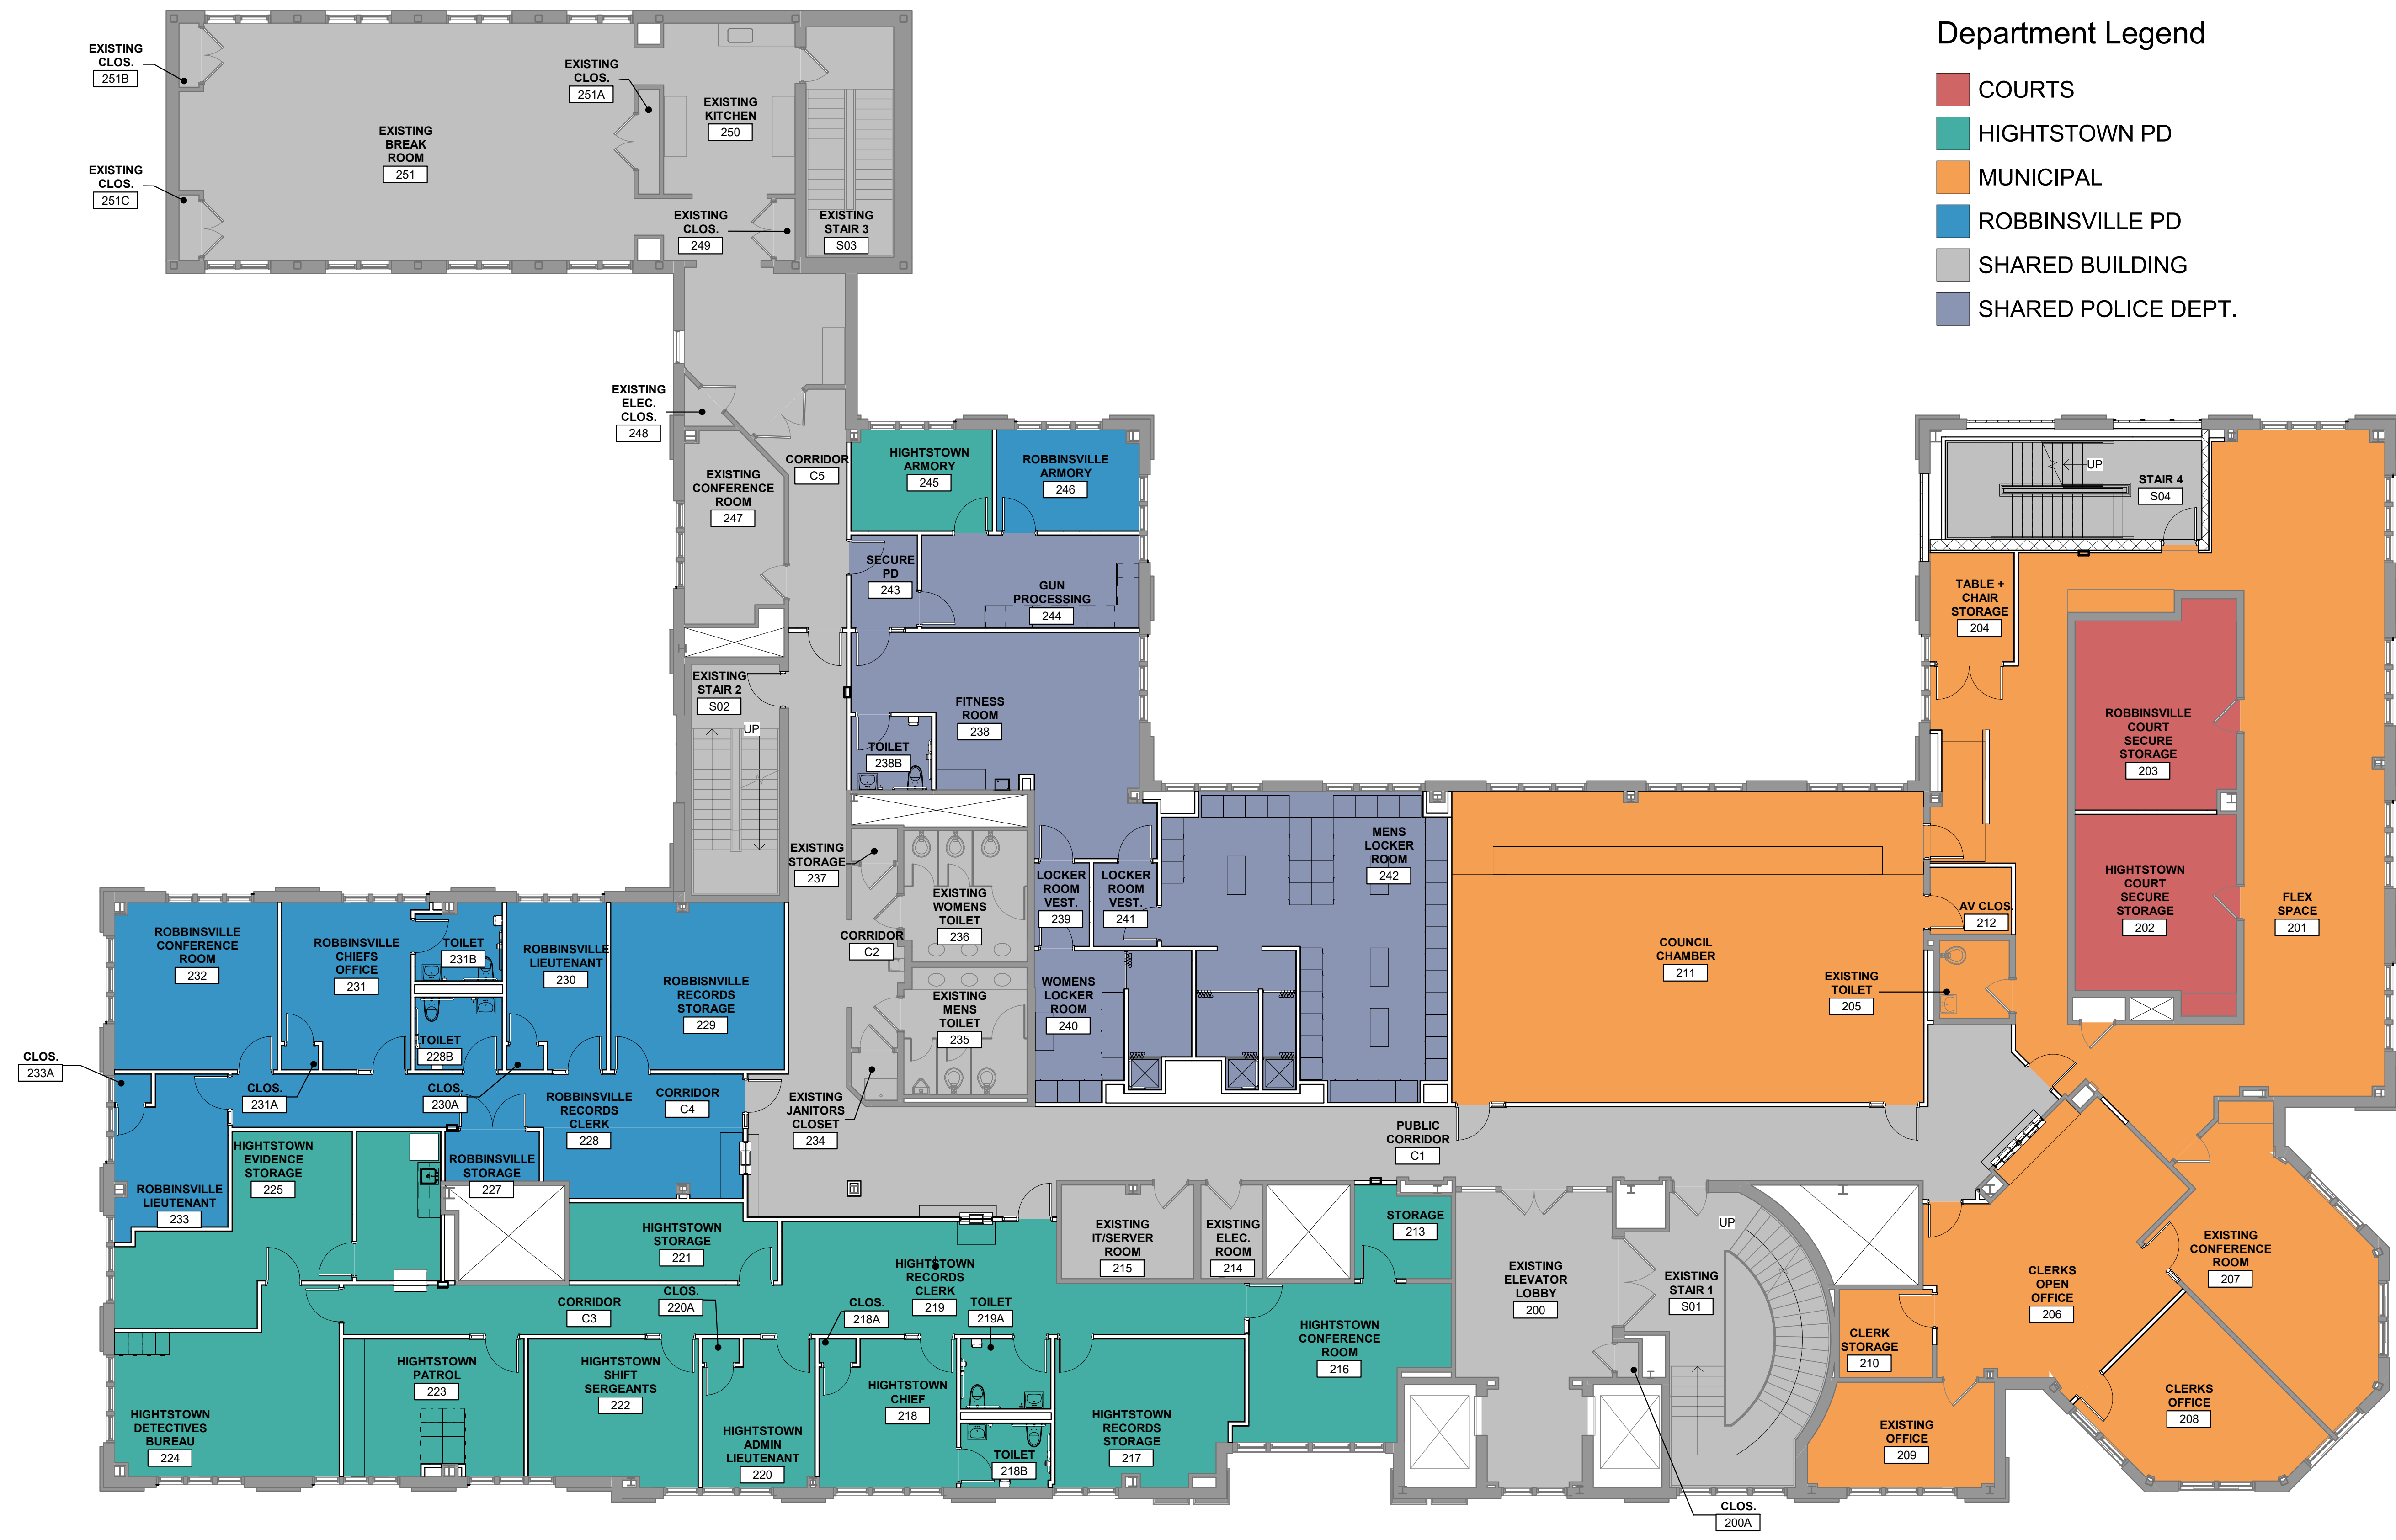 Department Legend
COURTS
HIGHTSTOWN PD
MUNICIPAL
ROBBINSVILLE PD
SHARED BUILDING
SHARED POLICE DEPT.
EXISTING
CLOS.
251B
EXISTING
CLOS.
251A
EXISTING
KITCHEN
250
EXISTING
BREAK
ROOM
251
EXISTING
CLOS.
251C
EXISTING
CLOS.
249
EXISTING
STAIR 3
S03
EXISTING
ELEC.
CLOS.
248
EXISTING
CONFERENCE
ROOM
247
CORRIDOR
C5
HIGHTSTOWN
ARMORY
245
ROBBINSVILLE
ARMORY
246
SECURE
PD
243
GUN
PROCESSING
244
EXISTING
STAIR 2
S02
UP
FITNESS
ROOM
238
TOILET
238B
EXISTING
STORAGE
237
CORRIDOR
C2
EXISTING
WOMENS
TOILET
236
EXISTING
MENS
TOILET
235
EXISTING
JANITORS
CLOSET
234
LOCKER
ROOM
VEST.
239
LOCKER
ROOM
VEST.
241
WOMENS
LOCKER
ROOM
240
MENS
LOCKER
ROOM
242
COUNCIL
CHAMBER
211
UP
STAIR 4
S04
TABLE +
CHAIR
STORAGE
204
ROBBINSVILLE
COURT
SECURE
STORAGE
203
HIGHTSTOWN
COURT
SECURE
STORAGE
202
FLEX
SPACE
201
AV CLOS.
212
EXISTING
TOILET
205
ROBBINSVILLE
CONFERENCE
ROOM
232
ROBBINSVILLE
CHIEFS
OFFICE
231
TOILET
231B
ROBBINSVILLE
LIEUTENANT
230
ROBBISNVILLE
RECORDS
STORAGE
229
TOILET
228B
CLOS.
233A
CLOS.
231A
CLOS.
230A
ROBBINSVILLE
RECORDS
CLERK
228
CORRIDOR
C4
ROBBINSVILLE
STORAGE
227
ROBBINSVILLE
LIEUTENANT
233
HIGHTSTOWN
EVIDENCE
STORAGE
225
HIGHTSTOWN
STORAGE
221
HIGHTSTOWN
RECORDS
CLERK
219
CORRIDOR
C3
CLOS.
220A
CLOS.
218A
TOILET
219A
HIGHTSTOWN
DETECTIVES
BUREAU
224
HIGHTSTOWN
PATROL
223
HIGHTSTOWN
SHIFT
SERGEANTS
222
HIGHTSTOWN
ADMIN
LIEUTENANT
220
HIGHTSTOWN
CHIEF
218
TOILET
218B
HIGHTSTOWN
RECORDS
STORAGE
217
HIGHTSTOWN
CONFERENCE
ROOM
216
PUBLIC
CORRIDOR
C1
EXISTING
IT/SERVER
ROOM
215
EXISTING
ELEC.
ROOM
214
STORAGE
213
EXISTING
ELEVATOR
LOBBY
200
UP
EXISTING
STAIR 1
S01
CLOS.
200A
CLERK
STORAGE
210
EXISTING
OFFICE
209
CLERKS
OPEN
OFFICE
206
EXISTING
CONFERENCE
ROOM
207
CLERKS
OFFICE
208